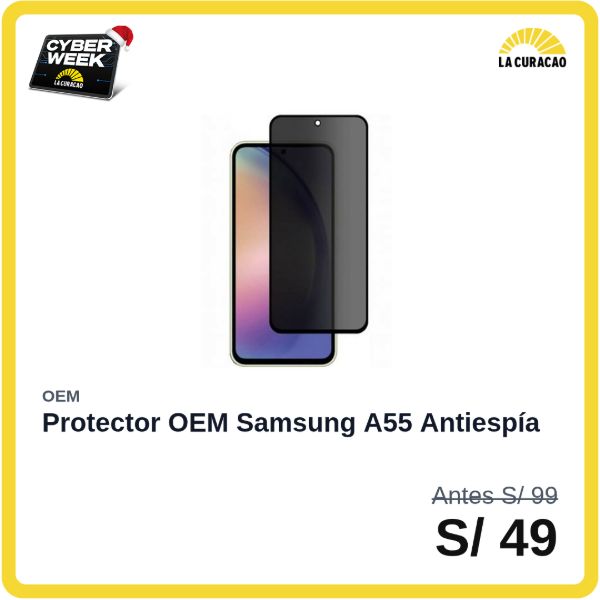 CYBER
WEEK
LA CURACAO
LA CURACAO
OEM
Protector OEM Samsung A55 Antiespía
Antes S/ 99
S/ 49